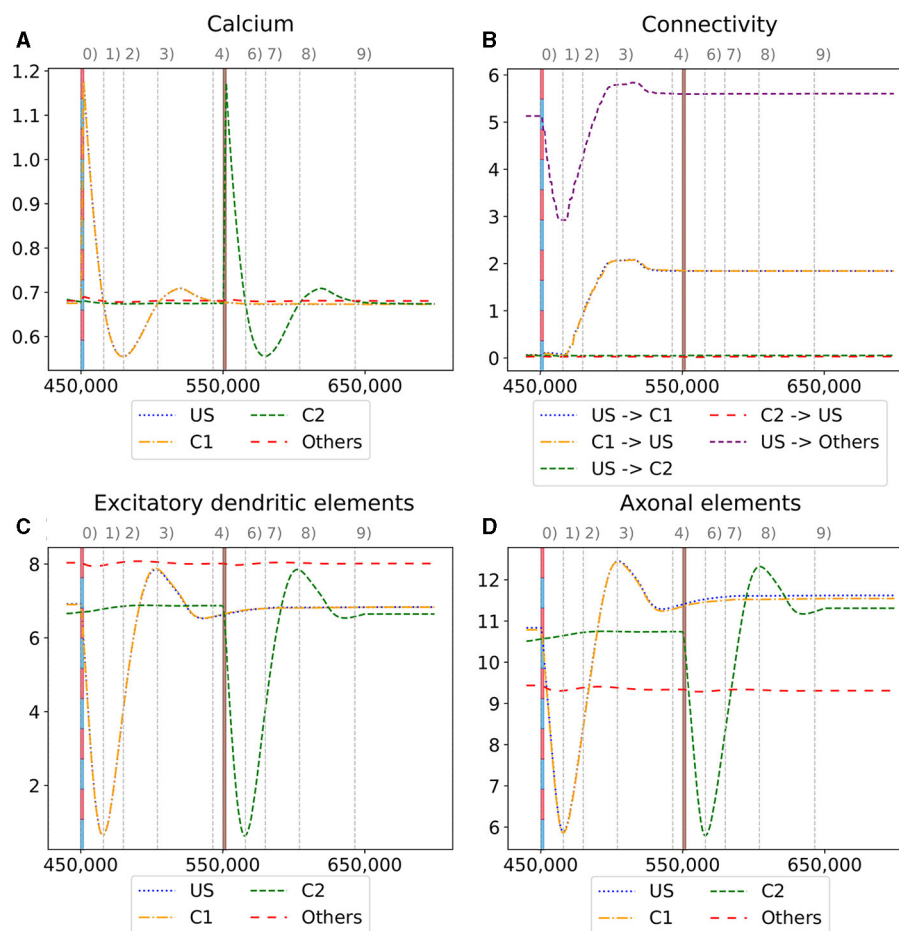 Calcium
A
0) 1) 2) 3) 4) 6) 7) 8) 9)
1.2
1.1
1.0
0.9
0.8
0.7
0.6
450,000 550,000 650,000
US C2
C1 Others
Connectivity
B
0) 1) 2) 3) 4) 6) 7) 8) 9)
6
5
4
3
2
1
0
450,000 550,000 650,000
US -> C1 C2 -> US
C1 -> US US -> Others
US -> C2
Excitatory dendritic elements
C
0) 1) 2) 3) 4) 6) 7) 8) 9)
8
6
4
2
450,000 550,000 650,000
US C2
C1 Others
Axonal elements
D
0) 1) 2) 3) 4) 6) 7) 8) 9)
12
11
10
9
8
7
6
450,000 550,000 650,000
US C2
C1 Others